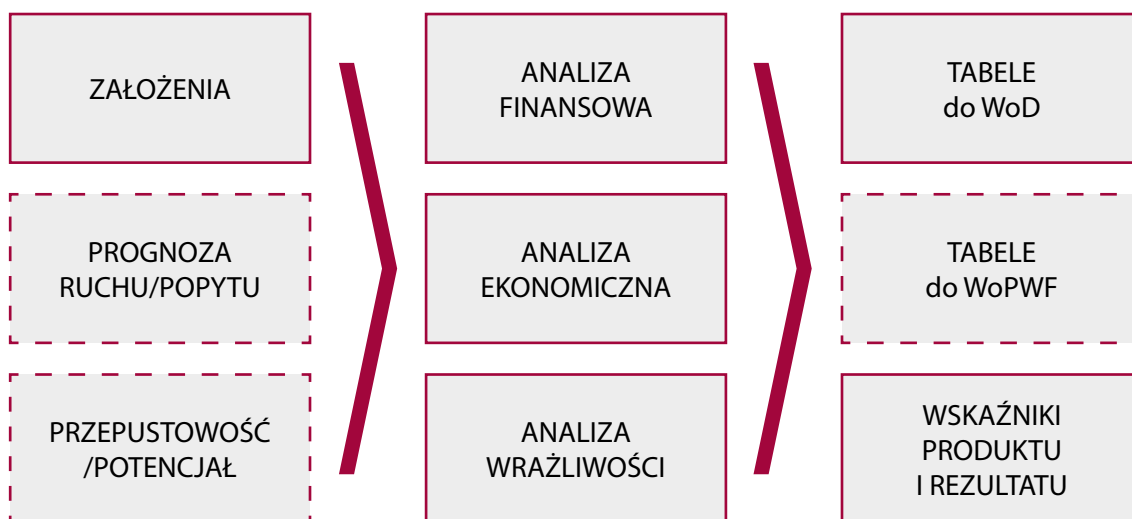 ZAŁOŻENIA
PROGNOZA
RUCHU/POPYTU
PRZEPUSTOWOŚĆ
/POTENCJAŁ
ANALIZA
FINANSOWA
ANALIZA
EKONOMICZNA
ANALIZA
WRAŻLIWOŚCI
TABELE
do WoD
TABELE
do WoPWF
WSKAŹNIKI
PRODUKTU
I REZULTATU